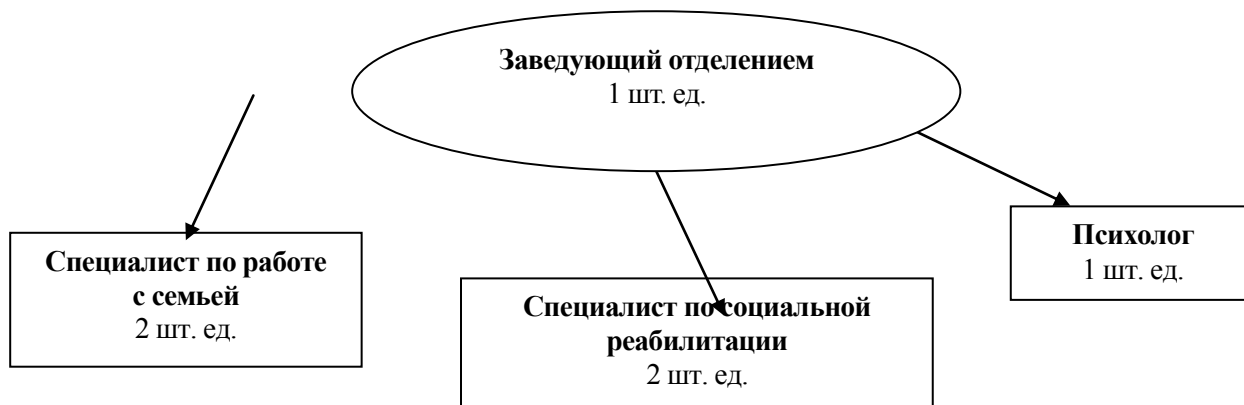 Заведующий отделением
1 шт. ед.
Специалист по работе
с семьей
2 шт. ед.
Специалист по социальной
реабилитации
2 шт. ед.
Психолог
1 шт. ед.